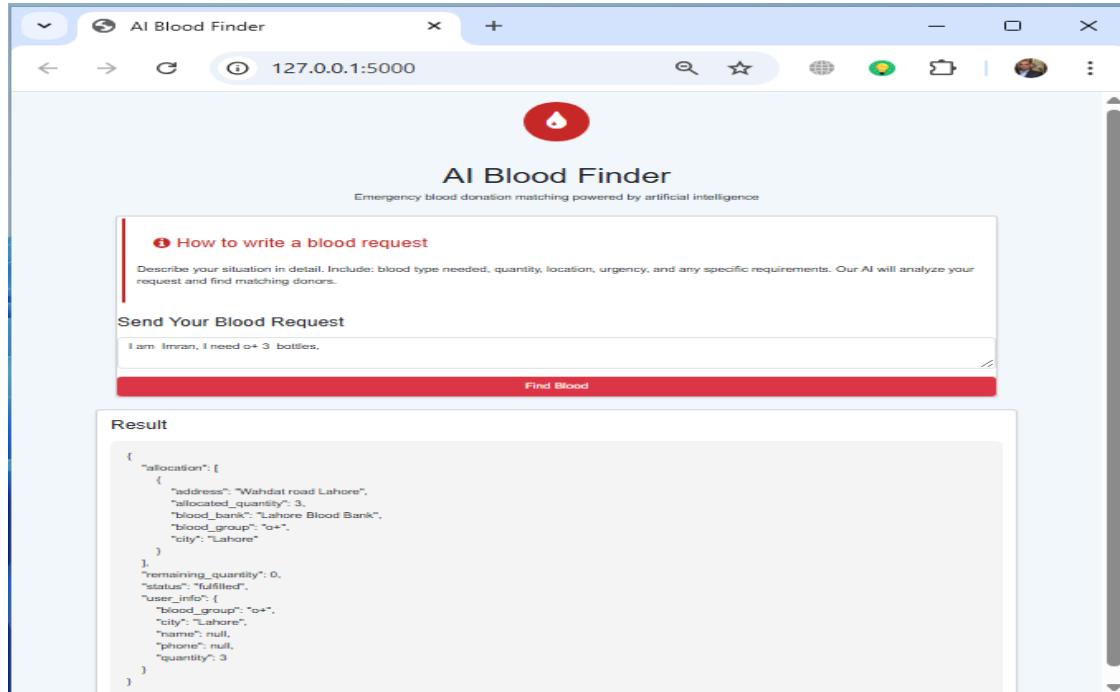 AI Blood Finder
127.0.0.1:5000
AI Blood Finder
Emergency blood donation matching powered by artificial intelligence
How to write a blood request
Describe your situation in detail. Include: blood type needed, quantity, location, urgency, and any specific requirements. Our AI will analyze your
request and find matching donors.
Send Your Blood Request
I am Imran, I need o+ 3 bottles,
Find Blood
Result
{
"allocation": [
{
"address": "Wahdat road Lahore",
"allocated_quantity": 3,
"blood_bank": "Lahore Blood Bank",
"blood_group": "o+",
"city": "Lahore"
}
],
"remaining_quantity": 0,
"status": "fulfilled",
"user_info": {
"blood_group": "o+",
"city": "Lahore",
"name": null,
"phone": null,
"quantity": 3
}
}